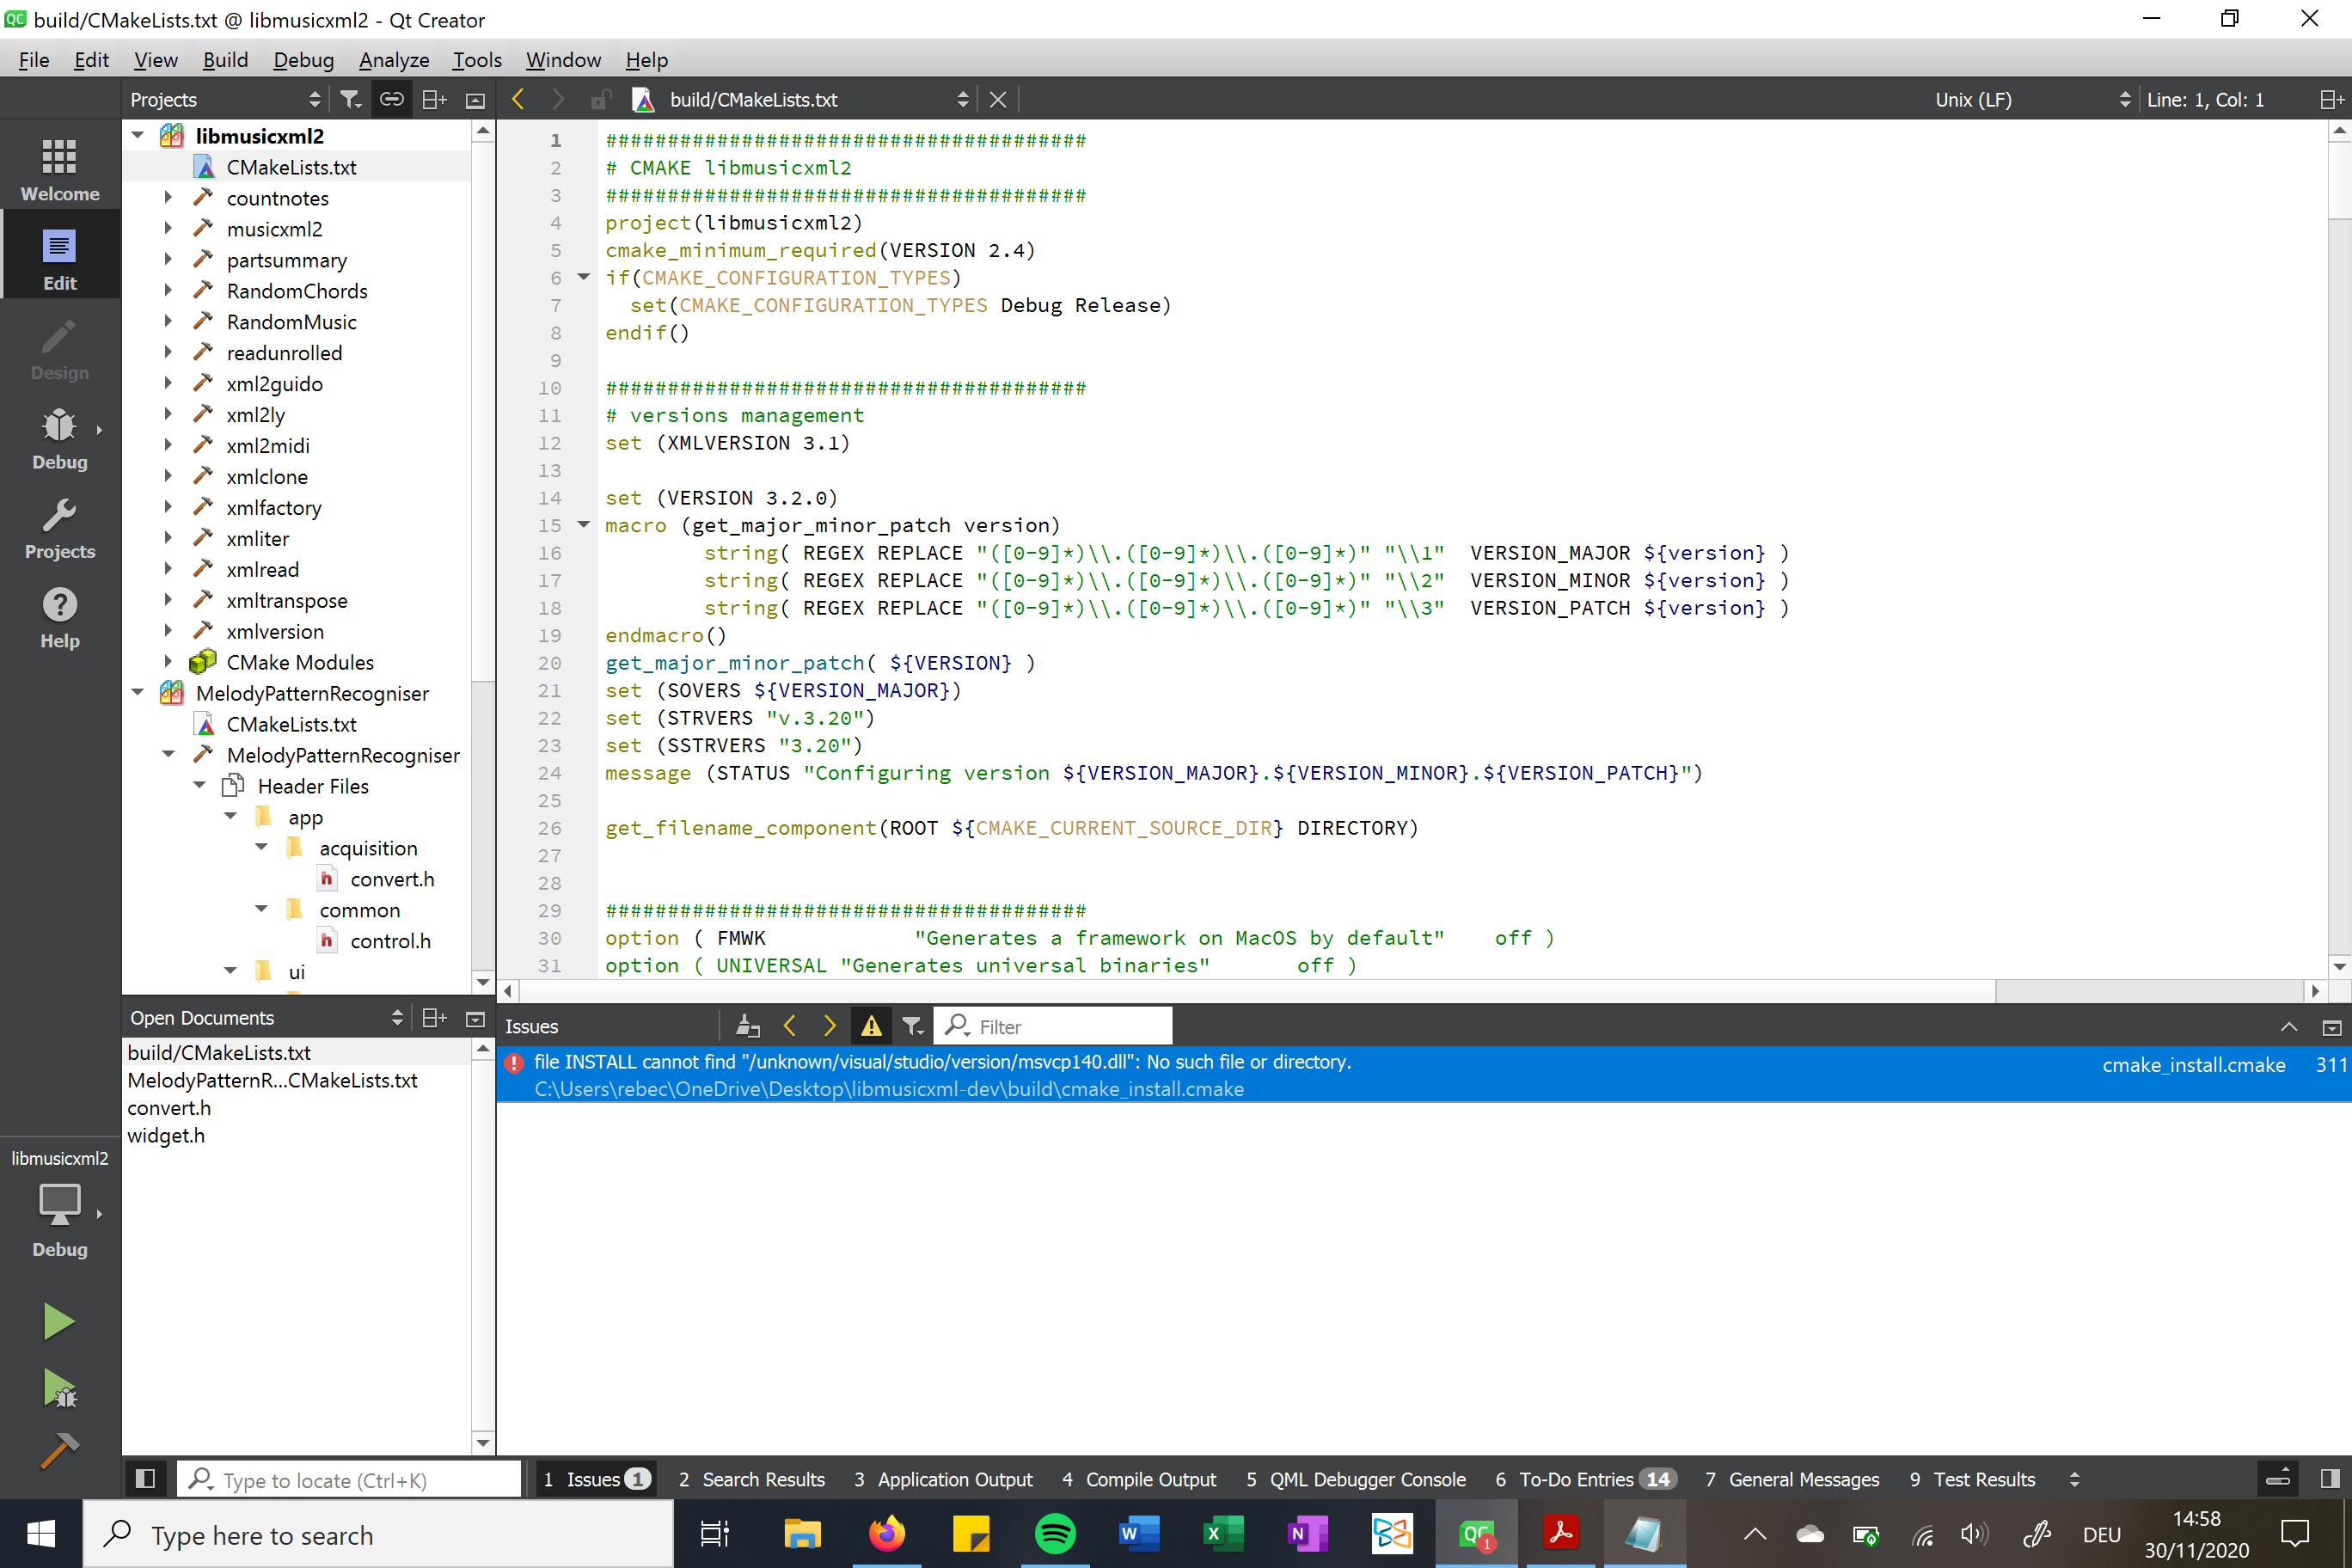 build/CMakeLists.txt @ libmusicxml2 - Qt Creator
File Edit View Build Debug Analyze Tools Window Help
Projects
build/CMakeLists.txt
Unix (LF)
Line: 1, Col: 1
Welcome
Edit
Design
Debug
Projects
Help
libmusicxml2
CMakeLists.txt
countnotes
musicxml2
partsummary
RandomChords
RandomMusic
readunrolled
xml2guido
xml2ly
xml2midi
xmlclone
xmlfactory
xmliter
xmlread
xmltranspose
xmlversion
CMake Modules
MelodyPatternRecogniser
CMakeLists.txt
MelodyPatternRecogniser
Header Files
app
acquisition
convert.h
common
control.h
ui
1 #######################################
2 # CMAKE libmusicxml2
3 #######################################
4 project(libmusicxml2)
5 cmake_minimum_required(VERSION 2.4)
6 if(CMAKE_CONFIGURATION_TYPES)
7   set(CMAKE_CONFIGURATION_TYPES Debug Release)
8 endif()
9
10 #######################################
11 # versions management
12 set (XMLVERSION 3.1)
13
14 set (VERSION 3.2.0)
15 macro (get_major_minor_patch version)
16         string( REGEX REPLACE "([0-9]*)\\.([0-9]*)\\.([0-9]*)" "\\1"  VERSION_MAJOR ${version} )
17         string( REGEX REPLACE "([0-9]*)\\.([0-9]*)\\.([0-9]*)" "\\2"  VERSION_MINOR ${version} )
18         string( REGEX REPLACE "([0-9]*)\\.([0-9]*)\\.([0-9]*)" "\\3"  VERSION_PATCH ${version} )
19 endmacro()
20 get_major_minor_patch( ${VERSION} )
21 set (SOVERS ${VERSION_MAJOR})
22 set (STRVERS "v.3.20")
23 set (SSTRVERS "3.20")
24 message (STATUS "Configuring version ${VERSION_MAJOR}.${VERSION_MINOR}.${VERSION_PATCH}")
25
26 get_filename_component(ROOT ${CMAKE_CURRENT_SOURCE_DIR} DIRECTORY)
27
28
29 #######################################
30 option ( FMWK            "Generates a framework on MacOS by default"    off )
31 option ( UNIVERSAL "Generates universal binaries"       off )
Open Documents
build/CMakeLists.txt
MelodyPatternR...CMakeLists.txt
convert.h
widget.h
Issues
Filter
file INSTALL cannot find "/unknown/visual/studio/version/msvcp140.dll": No such file or directory.
C:\Users\rebec\OneDrive\Desktop\libmusicxml-dev\build\cmake_install.cmake
cmake_install.cmake 311
libmusicxml2
Debug
Type to locate (Ctrl+K)
1 Issues 1
2 Search Results
3 Application Output
4 Compile Output
5 QML Debugger Console
6 To-Do Entries 14
7 General Messages
9 Test Results
Type here to search
DEU
14:58
30/11/2020